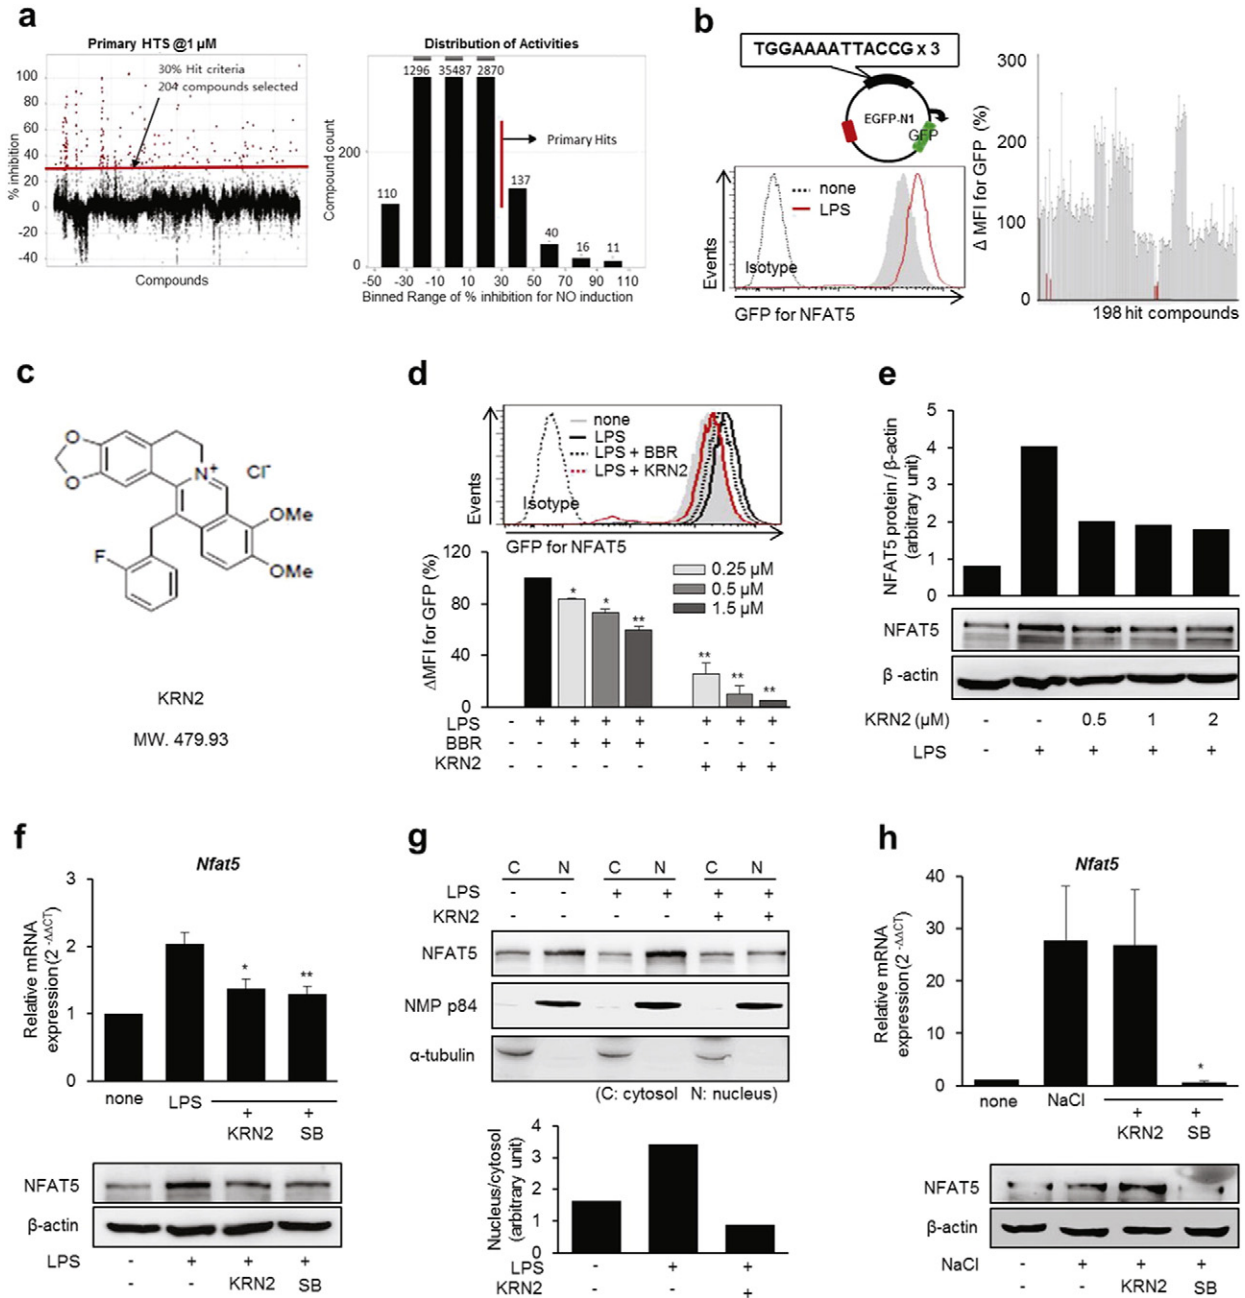 a
Primary HTS @1 µM
30% Hit criteria
204 compounds selected
% inhibition
100
80
60
40
20
0
-20
-40
Compounds
Distribution of Activities
1296 35487 2870
Primary Hits
Compound count
200
0
110
137
40
16
11
-50 -30 -10 10 30 50 70 90 110
Binned Range of % inhibition for NO induction
b
TGGAAAATTACCG x 3
EGFP-N1
GFP
none
LPS
Isotype
Events
GFP for NFAT5
Δ MFI for GFP (%)
300
200
100
0
198 hit compounds
c
O
O
N+
Cl-
OMe
OMe
F
KRN2
MW. 479.93
d
none
LPS
LPS + BBR
LPS + KRN2
Isotype
Events
GFP for NFAT5
ΔMFI for GFP (%)
120
80
40
0
0.25 µM
0.5 µM
1.5 µM
* * ** ** ** **
LPS - + + + + + + +
BBR - - + + + - - -
KRN2 - - - - - + + +
e
NFAT5 protein / β-actin
(arbitrary unit)
5
4
3
2
1
0
NFAT5
β -actin
KRN2 (µM) - - 0.5 1 2
LPS - + + + +
f
Nfat5
Relative mRNA
expression (2 -ΔΔCT)
3
2
1
0
* **
none LPS + +
KRN2 SB
NFAT5
β-actin
LPS - + + +
- - KRN2 SB
g
C N C N C N
LPS - - + + + +
KRN2 - - - - + +
NFAT5
NMP p84
α-tubulin
(C: cytosol N: nucleus)
Nucleus/cytosol
(arbitrary unit)
4
3
2
1
0
LPS - + +
KRN2 - - +
h
Nfat5
Relative mRNA
expression (2 -ΔΔCT)
40
30
20
10
0
*
none NaCl + +
KRN2 SB
NFAT5
β-actin
NaCl - + + +
- - KRN2 SB